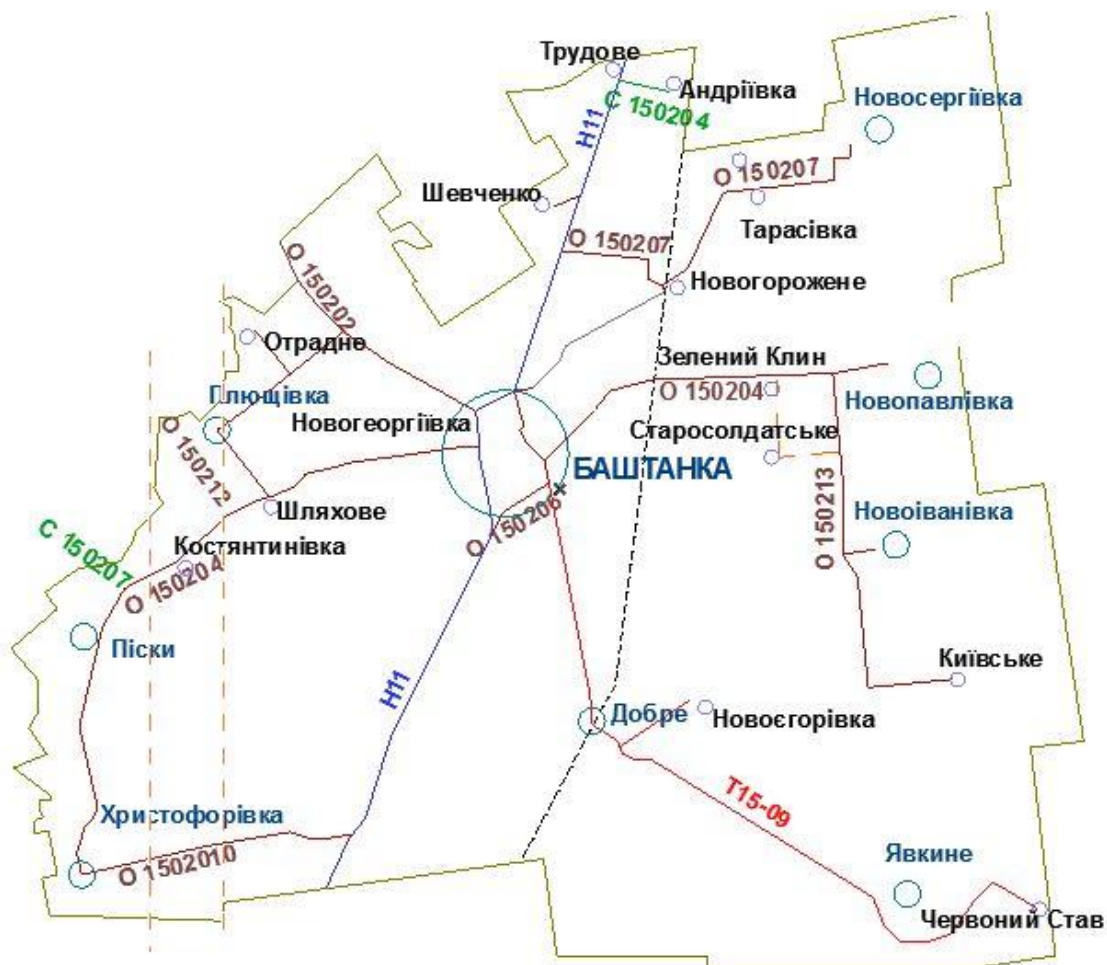 Трудове
Андріївка
С 150204
Новосергіївка
Н11
О 150207
Шевченко
Тарасівка
О 150207
О 150202
Новогорожене
Отрадне
Зелений Клин
Плющівка
О 150204
Новопавлівка
Новогеоргіївка
Старосолдатське
О 150212
БАШТАНКА
О 150206
Шляхове
О 150213
Новоіванівка
С 150207
Костянтинівка
О 150204
Піски
Київське
Н11
Добре
Новоєгорівка
Т15-09
Христофорівка
О 1502010
Явкине
Червоний Став